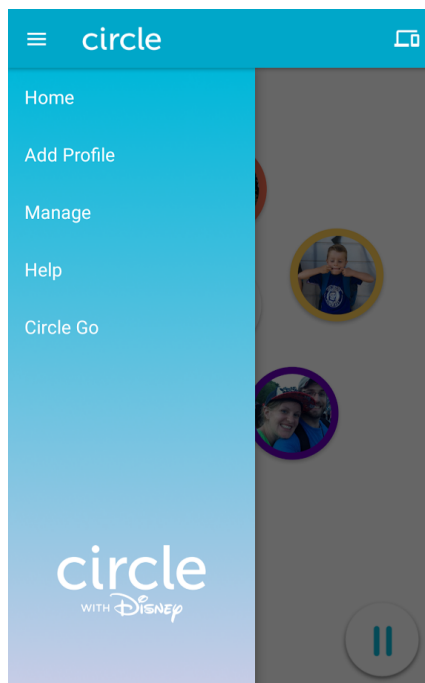 circle
Home
Add Profile
Manage
Help
Circle Go
circle
WITH Disney